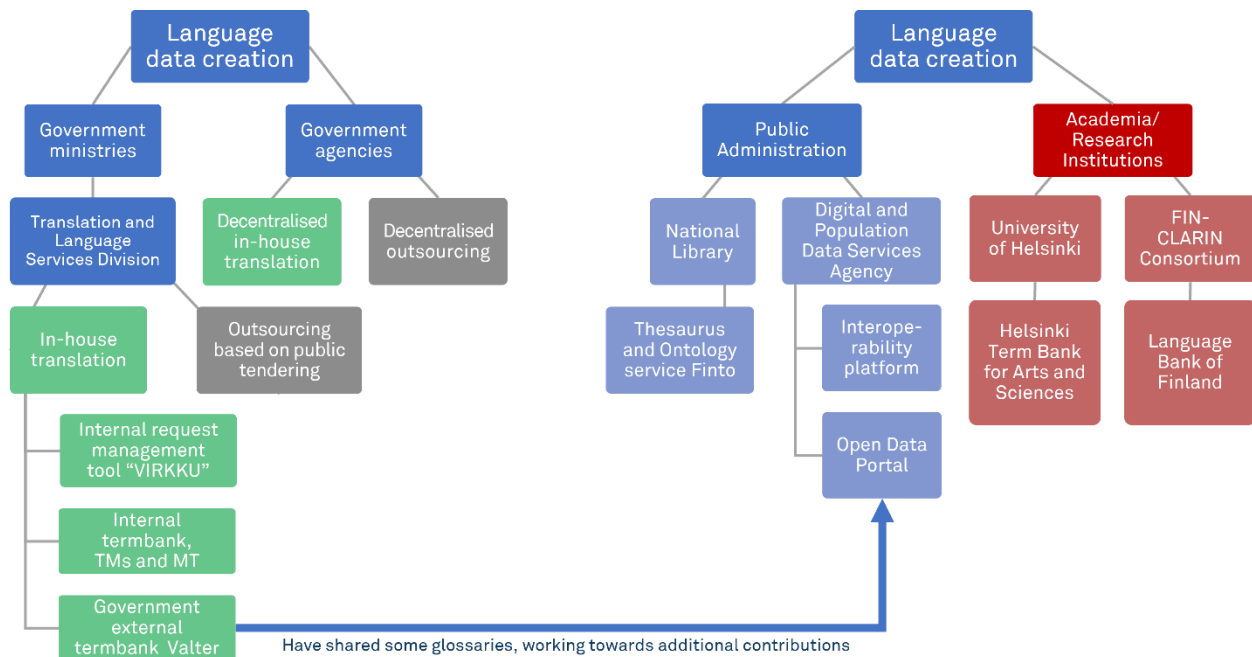 Language
data creation
Government
ministries
Government
agencies
Translation and
Language
Services Division
Decentralised
in-house
translation
Decentralised
outsourcing
In-house
translation
Outsourcing
based on public
tendering
Internal request
management
tool “VIRKKU”
Internal
termbank,
TMs and MT
Government
external
termbank Valter
Have shared some glossaries, working towards additional contributions
Language
data creation
Public
Administration
Academia/
Research
Institutions
National
Library
Digital and
Population
Data Services
Agency
University
of Helsinki
FIN-
CLARIN
Consortium
Thesaurus
and Ontology
service Finto
Interope-
rability
platform
Helsinki
Term Bank
for Arts and
Sciences
Language
Bank of
Finland
Open Data
Portal